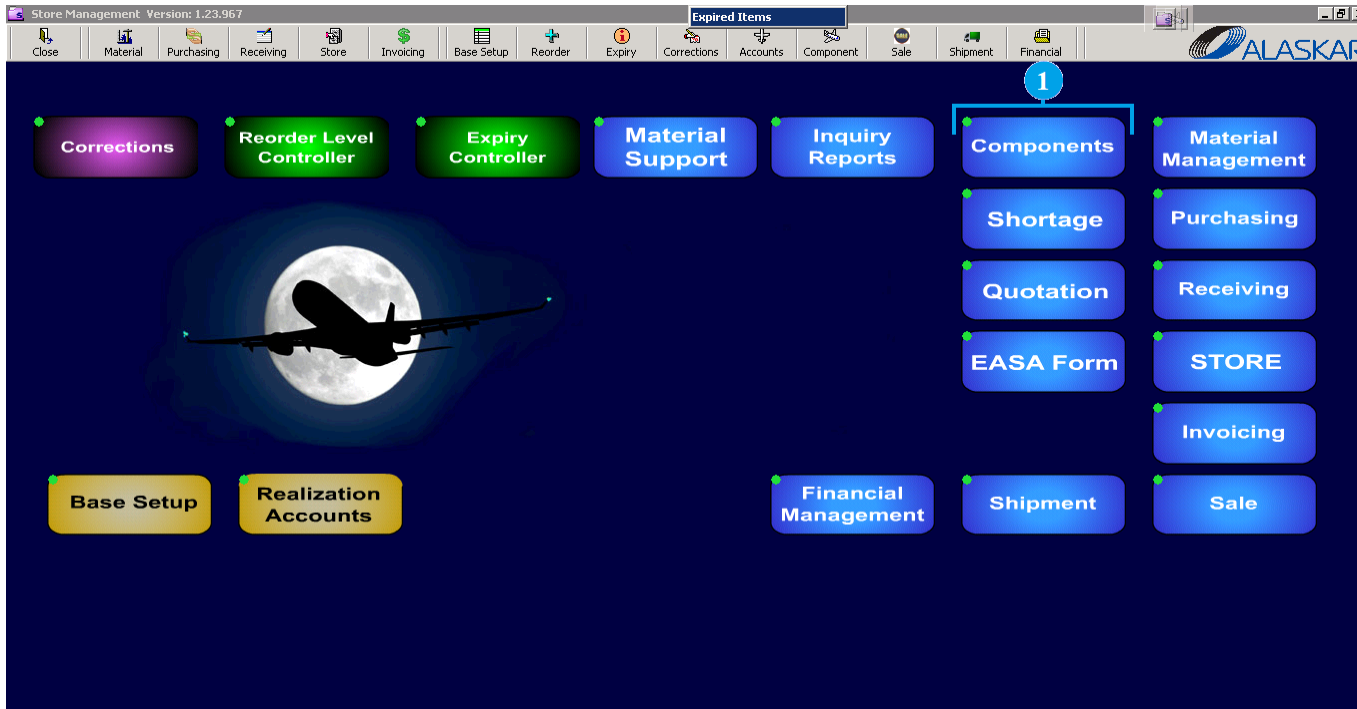 Store Management Version: 1.23.967
Expired Items
Close Material Purchasing Receiving Store Invoicing Base Setup Reorder Expiry Corrections Accounts Component Sale Shipment Financial
ALASKAR
1
Corrections
Reorder Level
Controller
Expiry
Controller
Material
Support
Inquiry
Reports
Components
Material
Management
Shortage
Purchasing
Quotation
Receiving
EASA Form
STORE
Invoicing
Base Setup
Realization
Accounts
Financial
Management
Shipment
Sale